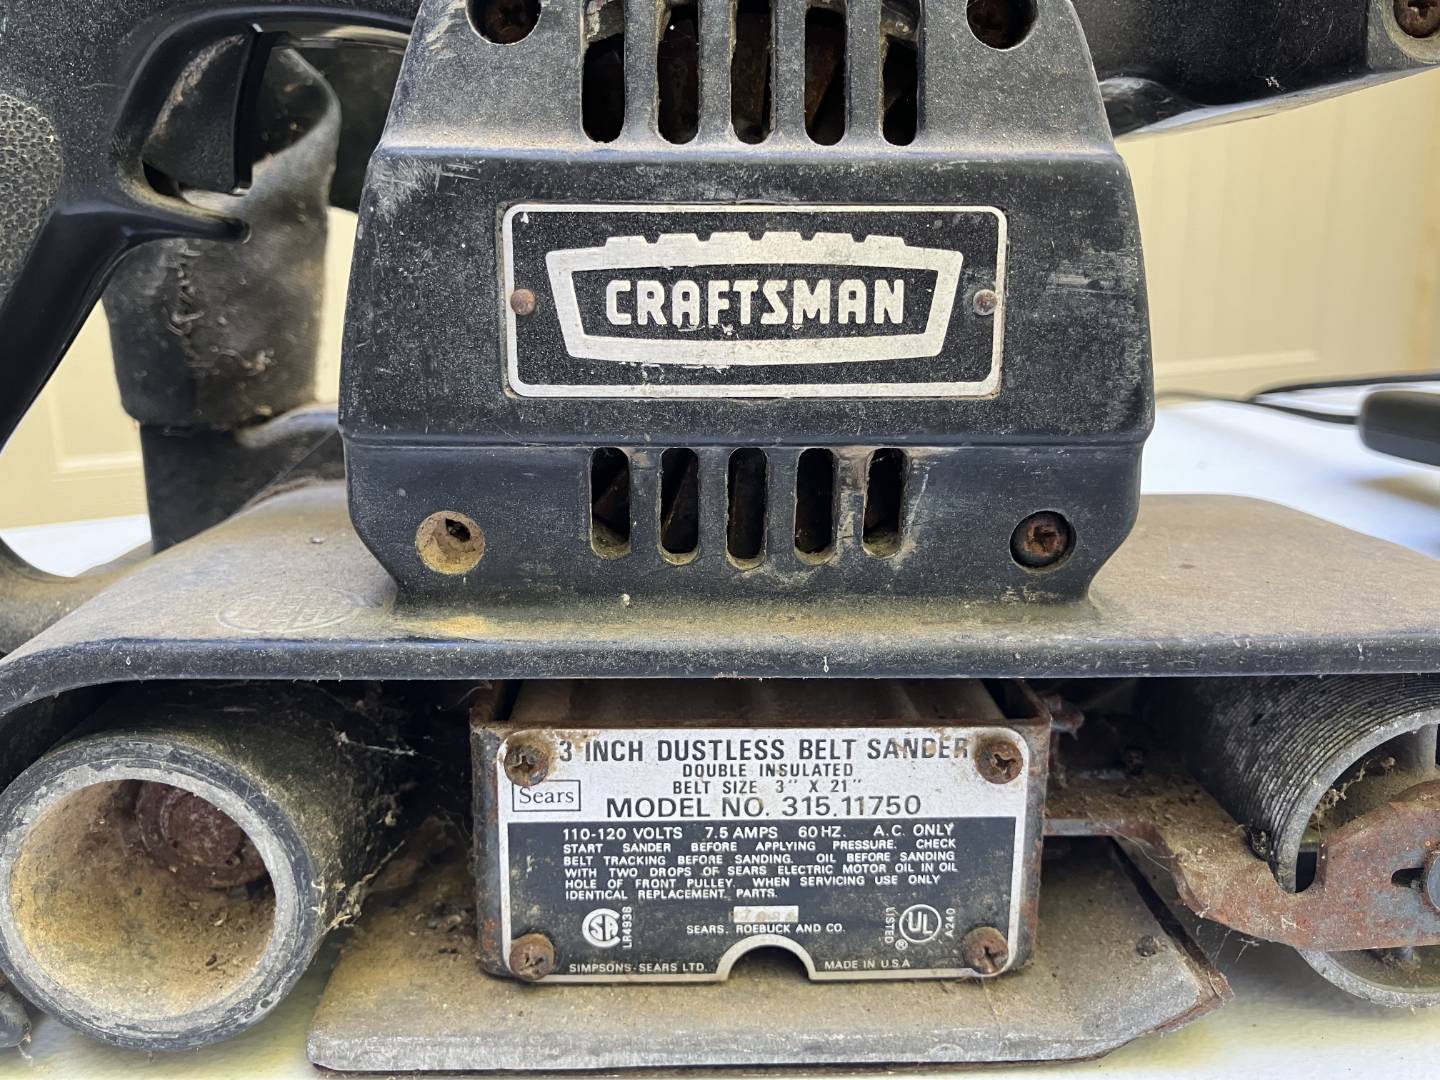 CRAFTSMAN
3 INCH DUSTLESS BELT SANDER
DOUBLE INSULATED
BELT SIZE 3" X 21"
Sears
MODEL NO. 315.11750
110-120 VOLTS 7.5 AMPS 60 HZ. A.C. ONLY
START SANDER BEFORE APPLYING PRESSURE. CHECK
BELT TRACKING BEFORE SANDING. OIL BEFORE SANDING
WITH TWO DROPS OF SEARS ELECTRIC MOTOR OIL IN OIL
HOLE OF FRONT PULLEY. WHEN SERVICING USE ONLY
IDENTICAL REPLACEMENT PARTS.
SA
LR4938
SEARS, ROEBUCK AND CO.
LISTED
UL
®
A240
SIMPSONS-SEARS LTD.
MADE IN U.S.A